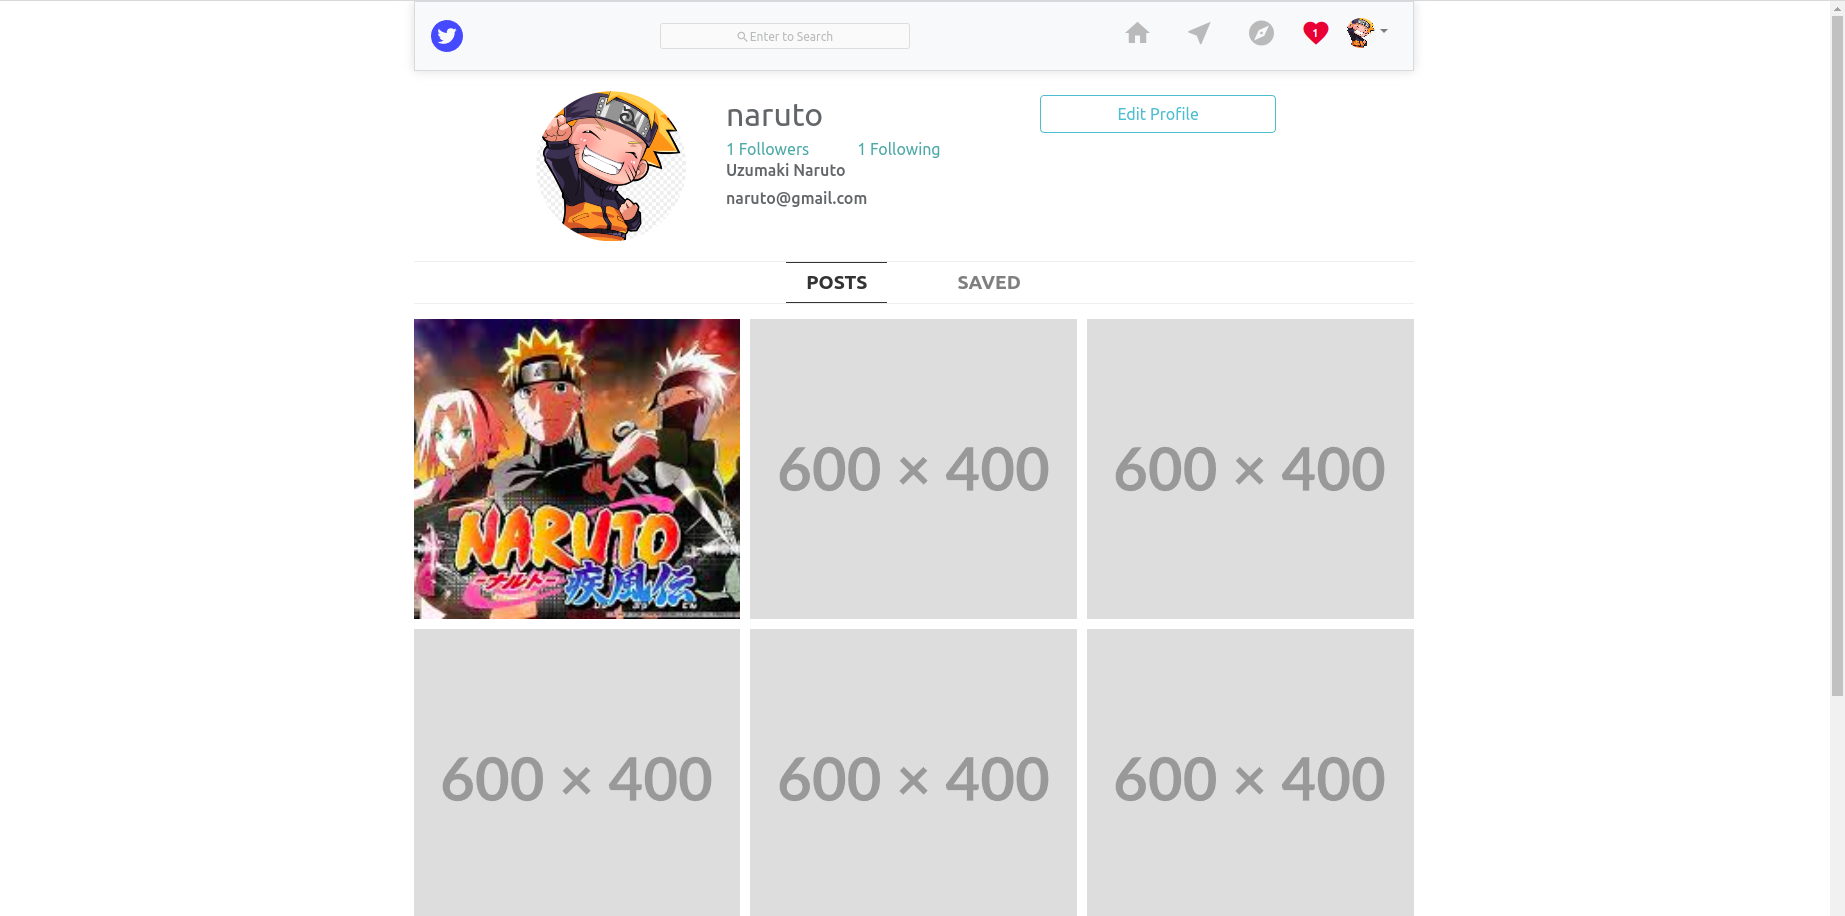 Enter to Search
1
naruto
Edit Profile
1 Followers
1 Following
Uzumaki Naruto
naruto@gmail.com
POSTS
SAVED
NARUTO
-ナルト-
疾風伝
600 × 400
600 × 400
600 × 400
600 × 400
600 × 400